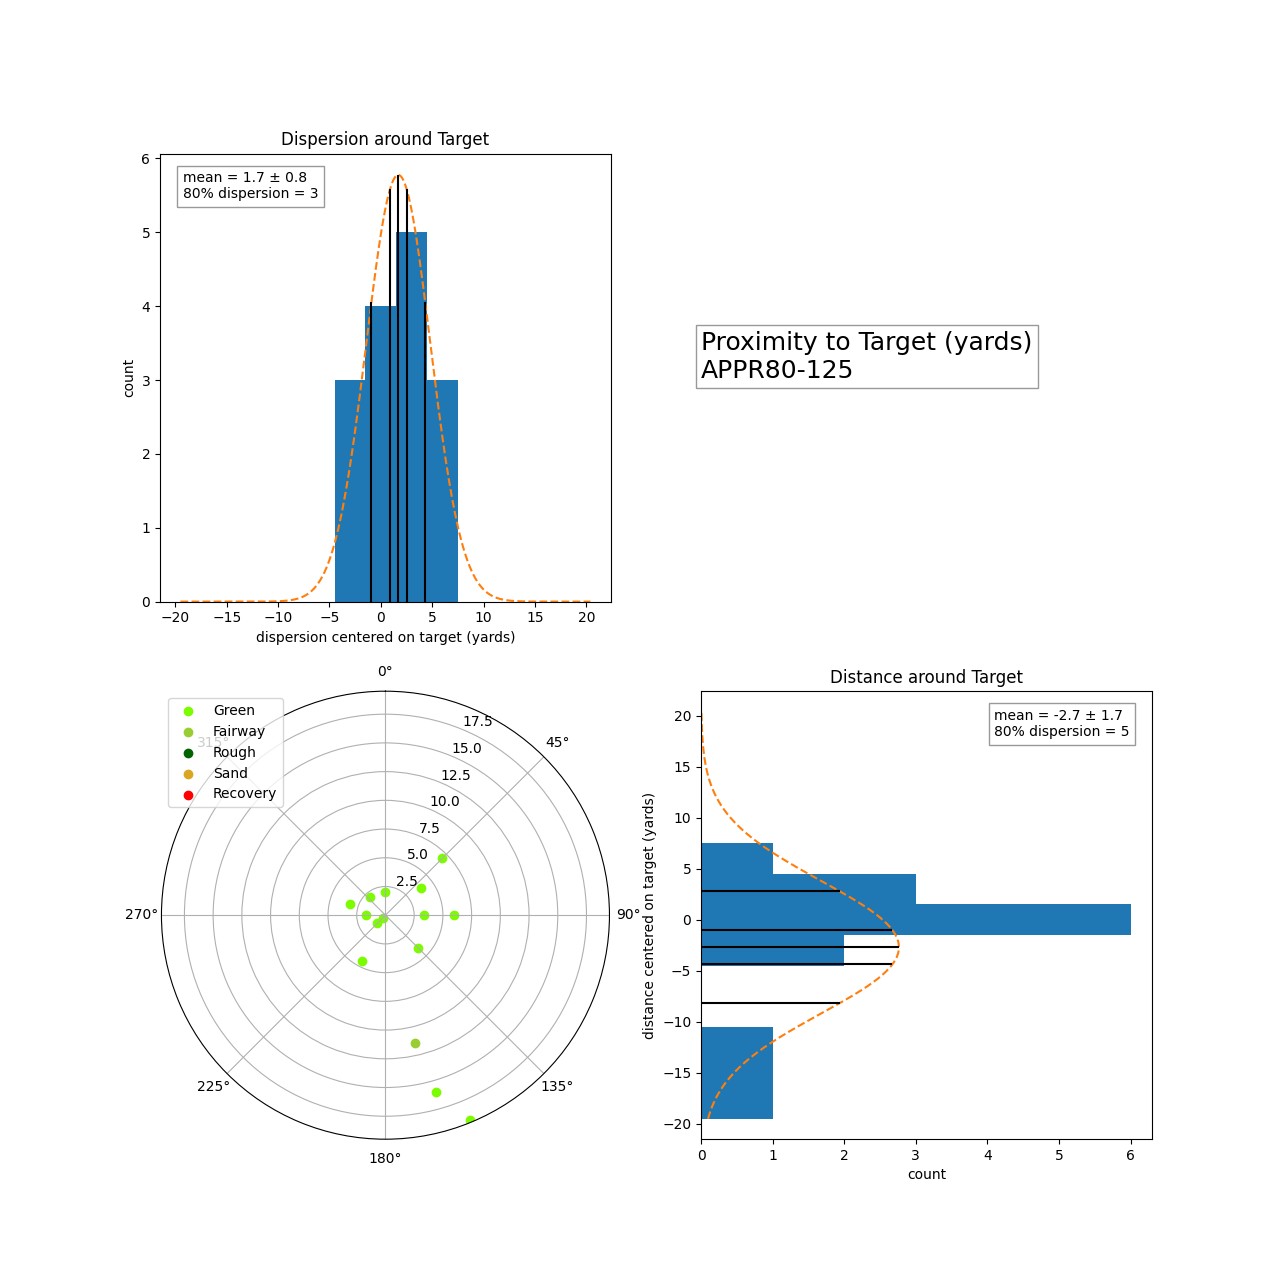 Dispersion around Target
mean = 1.7 ± 0.8
80% dispersion = 3
6
5
4
3
2
1
0
count
−20 −15 −10 −5 0 5 10 15 20
dispersion centered on target (yards)
Proximity to Target (yards)
APPR80-125
0°
45°
90°
135°
180°
225°
270°
315°
2.5
5.0
7.5
10.0
12.5
15.0
17.5
Green
Fairway
Rough
Sand
Recovery
Distance around Target
mean = -2.7 ± 1.7
80% dispersion = 5
20
15
10
5
0
−5
−10
−15
−20
distance centered on target (yards)
0 1 2 3 4 5 6
count